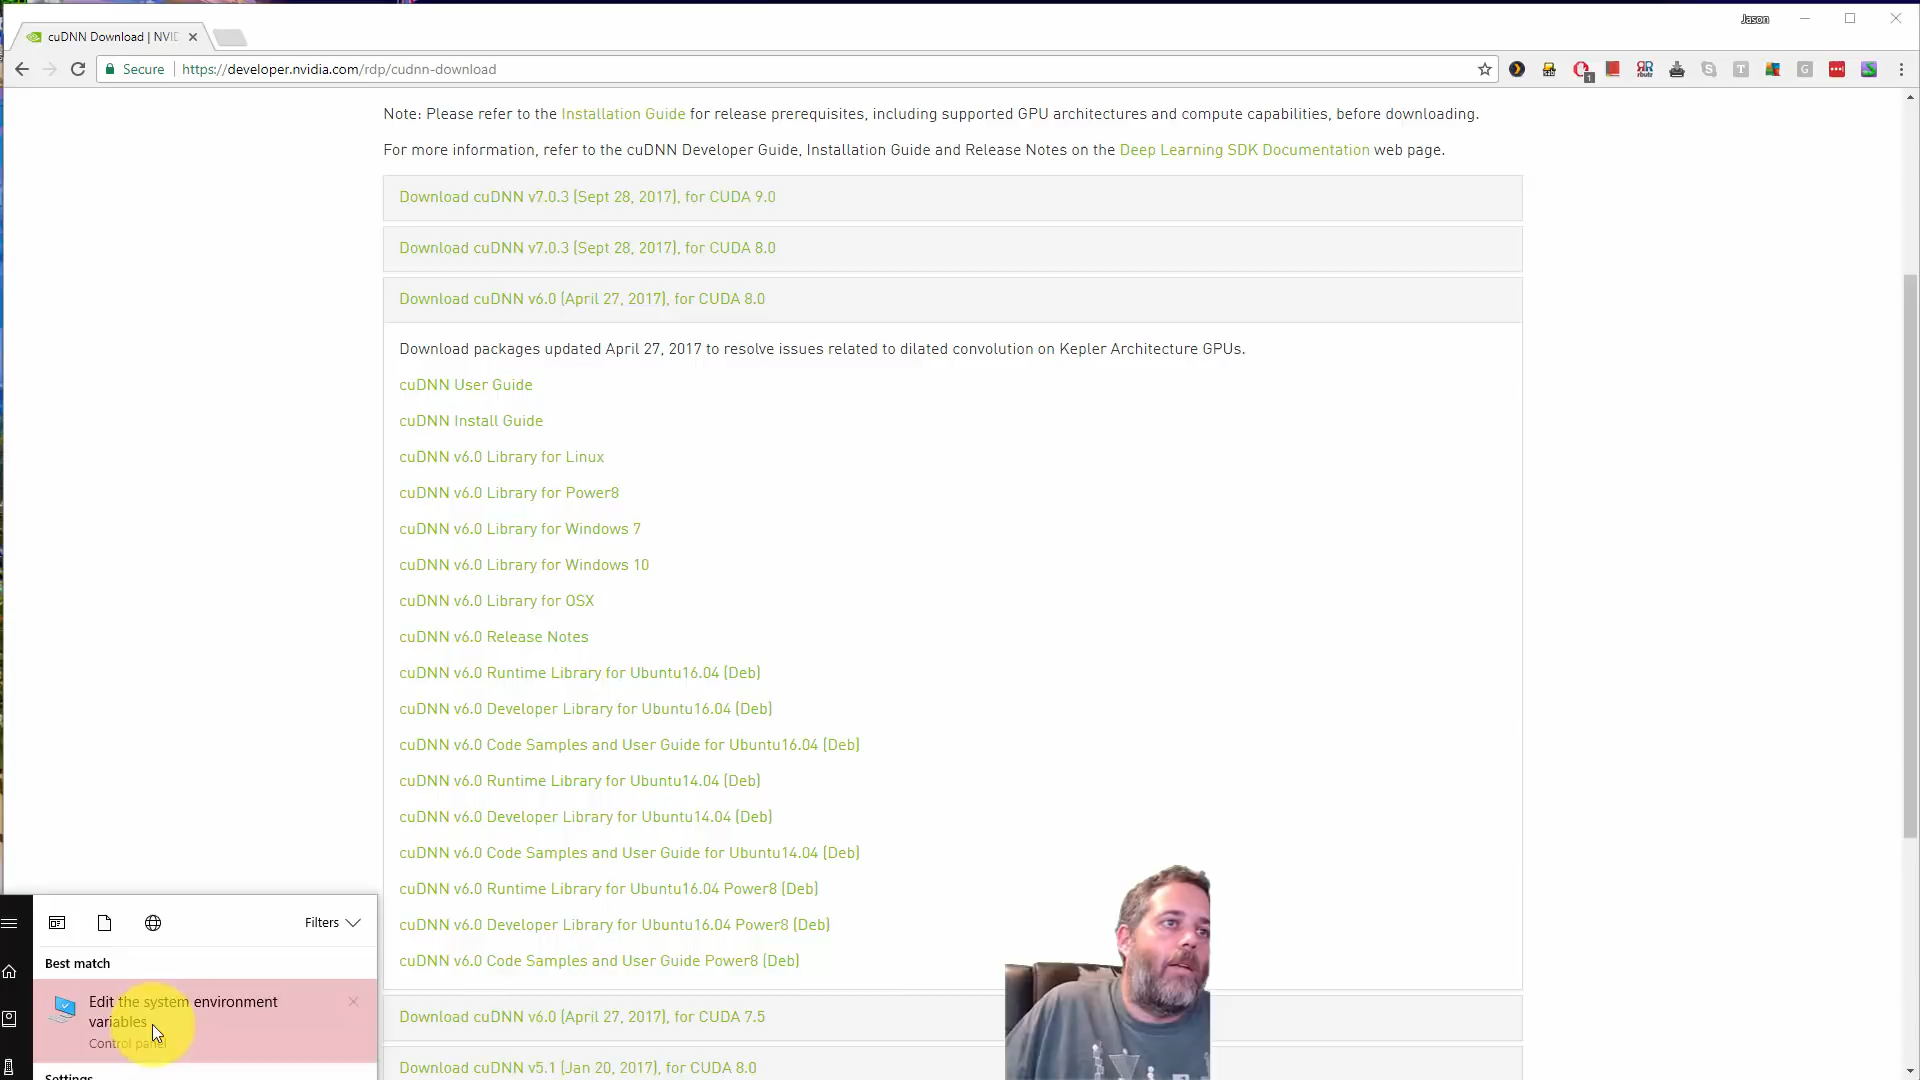 Jason
cuDNN Download | NVID
Secure https://developer.nvidia.com/rdp/cudnn-download
1
Note: Please refer to the Installation Guide for release prerequisites, including supported GPU architectures and compute capabilities, before downloading.
For more information, refer to the cuDNN Developer Guide, Installation Guide and Release Notes on the Deep Learning SDK Documentation web page.
Download cuDNN v7.0.3 (Sept 28, 2017), for CUDA 9.0
Download cuDNN v7.0.3 (Sept 28, 2017), for CUDA 8.0
Download cuDNN v6.0 (April 27, 2017), for CUDA 8.0
Download packages updated April 27, 2017 to resolve issues related to dilated convolution on Kepler Architecture GPUs.
cuDNN User Guide
cuDNN Install Guide
cuDNN v6.0 Library for Linux
cuDNN v6.0 Library for Power8
cuDNN v6.0 Library for Windows 7
cuDNN v6.0 Library for Windows 10
cuDNN v6.0 Library for OSX
cuDNN v6.0 Release Notes
cuDNN v6.0 Runtime Library for Ubuntu16.04 (Deb)
cuDNN v6.0 Developer Library for Ubuntu16.04 (Deb)
cuDNN v6.0 Code Samples and User Guide for Ubuntu16.04 (Deb)
cuDNN v6.0 Runtime Library for Ubuntu14.04 (Deb)
cuDNN v6.0 Developer Library for Ubuntu14.04 (Deb)
cuDNN v6.0 Code Samples and User Guide for Ubuntu14.04 (Deb)
cuDNN v6.0 Runtime Library for Ubuntu16.04 Power8 (Deb)
cuDNN v6.0 Developer Library for Ubuntu16.04 Power8 (Deb)
cuDNN v6.0 Code Samples and User Guide Power8 (Deb)
Download cuDNN v6.0 (April 27, 2017), for CUDA 7.5
Download cuDNN v5.1 (Jan 20, 2017), for CUDA 8.0
Filters
Best match
Edit the system environment
variables
Control panel
Settings